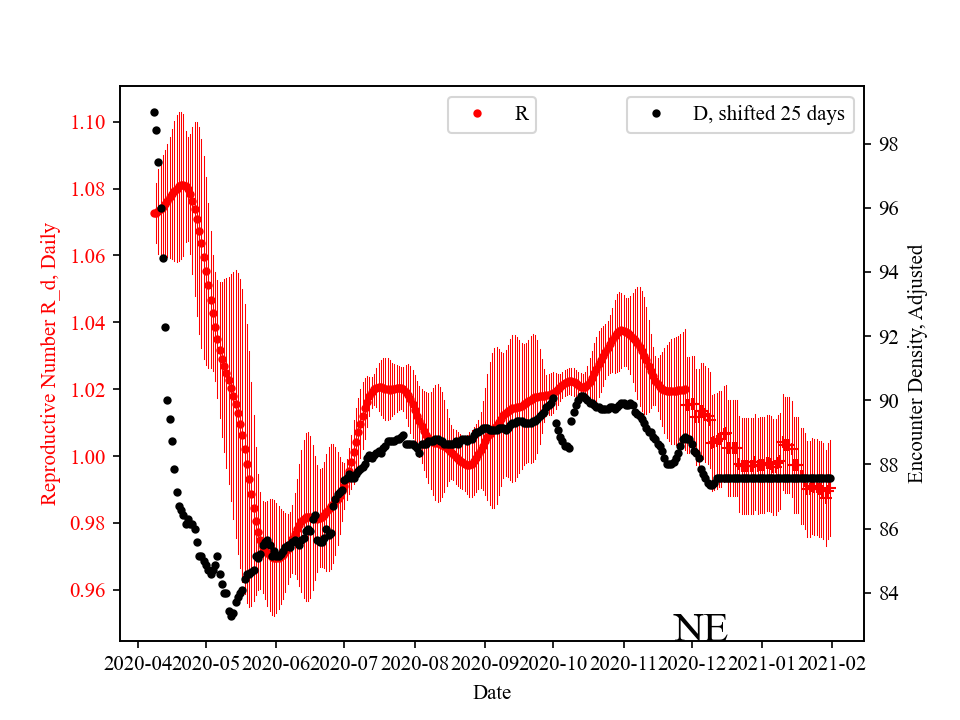 R
D, shifted 25 days
1.10
1.08
1.06
1.04
1.02
1.00
0.98
0.96
Reproductive Number R_d, Daily
98
96
94
92
90
88
86
84
Encounter Density, Adjusted
NE
2020-04 2020-05 2020-06 2020-07 2020-08 2020-09 2020-10 2020-11 2020-12 2021-01 2021-02
Date